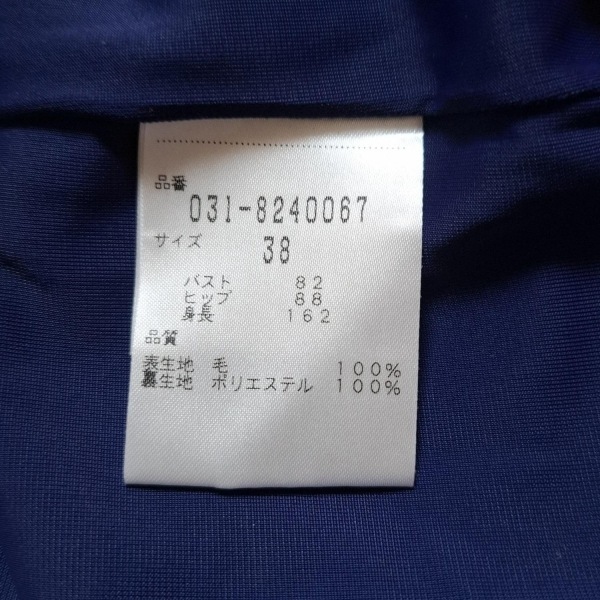 品番
031-8240067
サイズ 38
バスト 82
ヒップ 88
身長 162
品質
表生地 毛 100%
裏生地 ポリエステル 100%